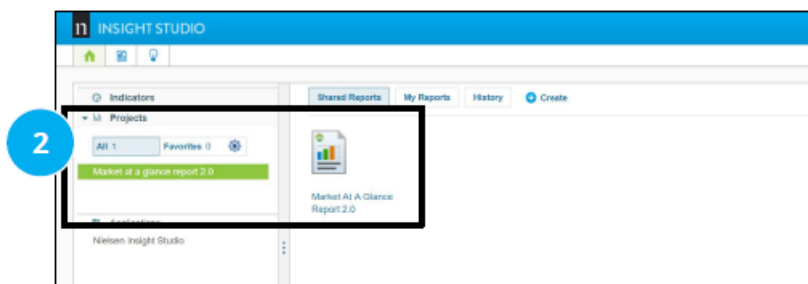 n INSIGHT STUDIO
Indicators
Projects
All 1 Favorites 0
Market at a glance report 2.0
Applications
Nielsen Insight Studio
Shared Reports My Reports History Create
Market At A Glance
Report 2.0
2